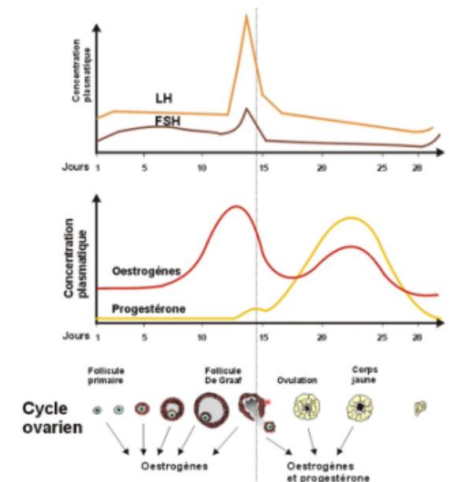 Concentration
plasmatique
LH
FSH
Jours 1 5 10 15 20 25 28
Concentration
plasmatique
Oestrogènes
Progestérone
Jours 1 5 10 15 20 25 28
Follicule
primaire
Follicule
De Graaf
Ovulation
Corps
jaune
Cycle
ovarien
Oestrogènes
Oestrogènes
et progestérone